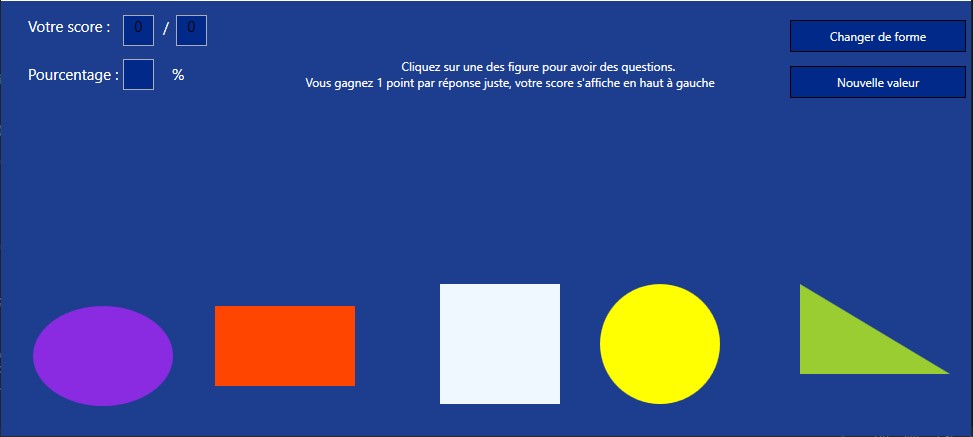 Votre score : 0 / 0
Changer de forme
Pourcentage : %
Cliquez sur une des figure pour avoir des questions.
Vous gagnez 1 point par réponse juste, votre score s'affiche en haut à gauche
Nouvelle valeur